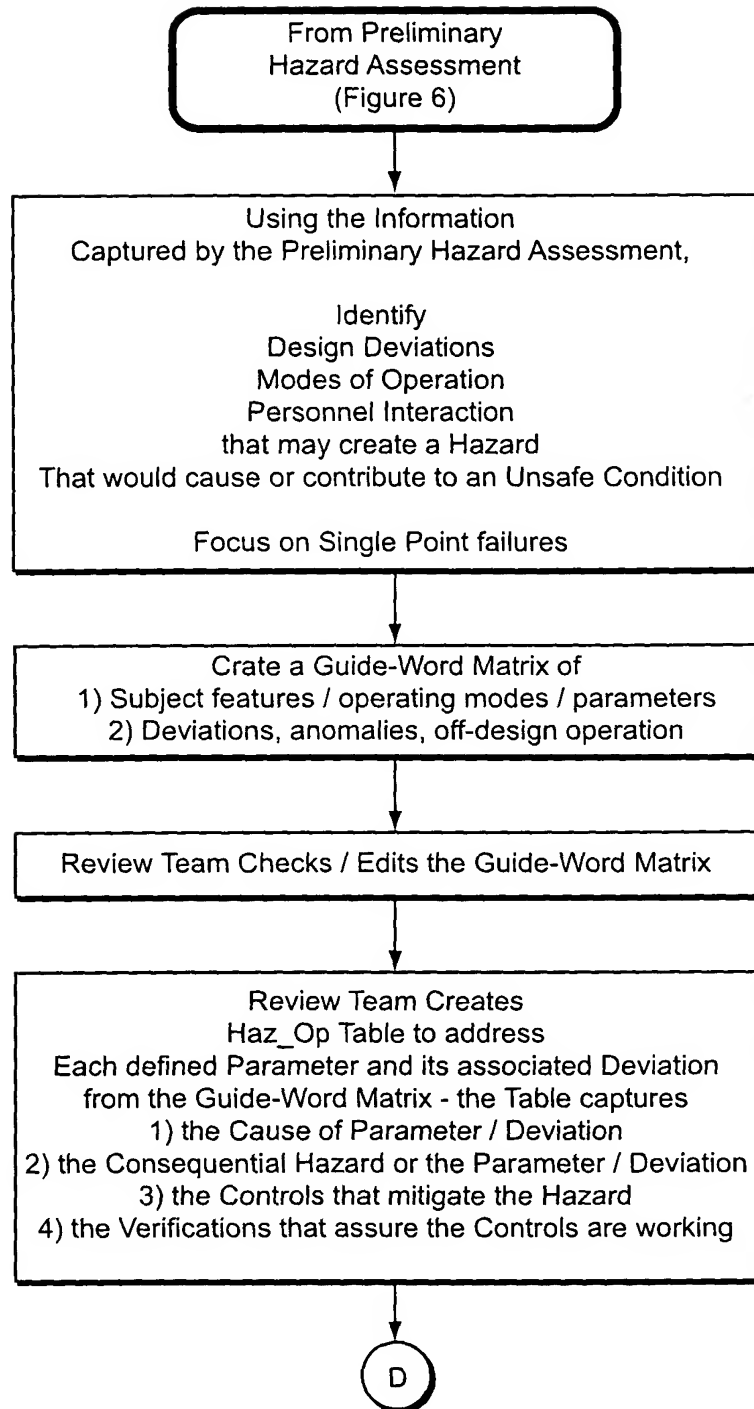 From Preliminary
Hazard Assessment
(Figure 6)
Using the Information
Captured by the Preliminary Hazard Assessment,
Identify
Design Deviations
Modes of Operation
Personnel Interaction
that may create a Hazard
That would cause or contribute to an Unsafe Condition
Focus on Single Point failures
Crate a Guide-Word Matrix of
1) Subject features / operating modes / parameters
2) Deviations, anomalies, off-design operation
Review Team Checks / Edits the Guide-Word Matrix
Review Team Creates
Haz_Op Table to address
Each defined Parameter and its associated Deviation
from the Guide-Word Matrix - the Table captures
1) the Cause of Parameter / Deviation
2) the Consequential Hazard or the Parameter / Deviation
3) the Controls that mitigate the Hazard
4) the Verifications that assure the Controls are working
D